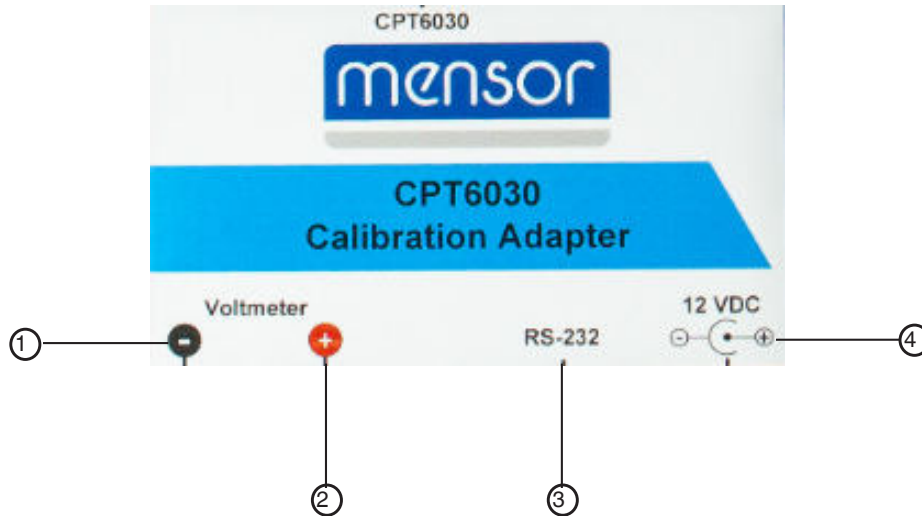 CPT6030
mensor
CPT6030
Calibration Adapter
Voltmeter
12 VDC
- + RS-232 - +
1
4
2
3